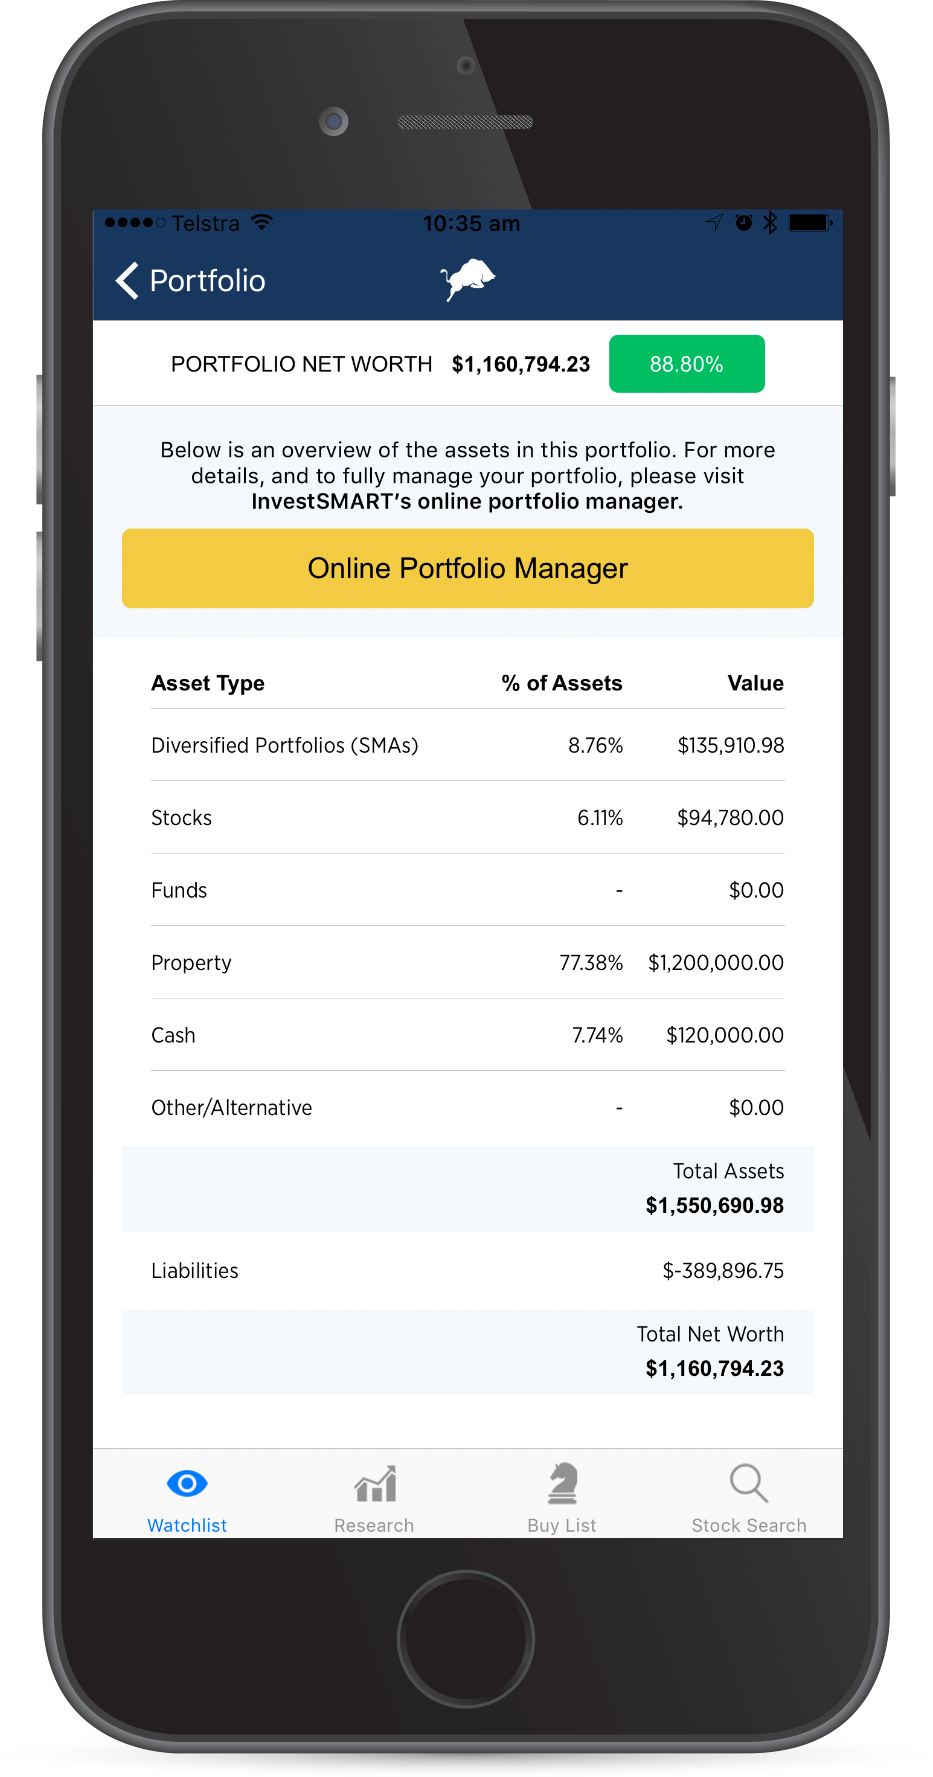 Telstra 10:35 am
Portfolio
PORTFOLIO NET WORTH $1,160,794.23 88.80%
Below is an overview of the assets in this portfolio. For more
details, and to fully manage your portfolio, please visit
InvestSMART's online portfolio manager.
Online Portfolio Manager
Asset Type % of Assets Value
Diversified Portfolios (SMAs) 8.76% $135,910.98
Stocks 6.11% $94,780.00
Funds - $0.00
Property 77.38% $1,200,000.00
Cash 7.74% $120,000.00
Other/Alternative - $0.00
Total Assets
$1,550,690.98
Liabilities $-389,896.75
Total Net Worth
$1,160,794.23
Watchlist Research Buy List Stock Search